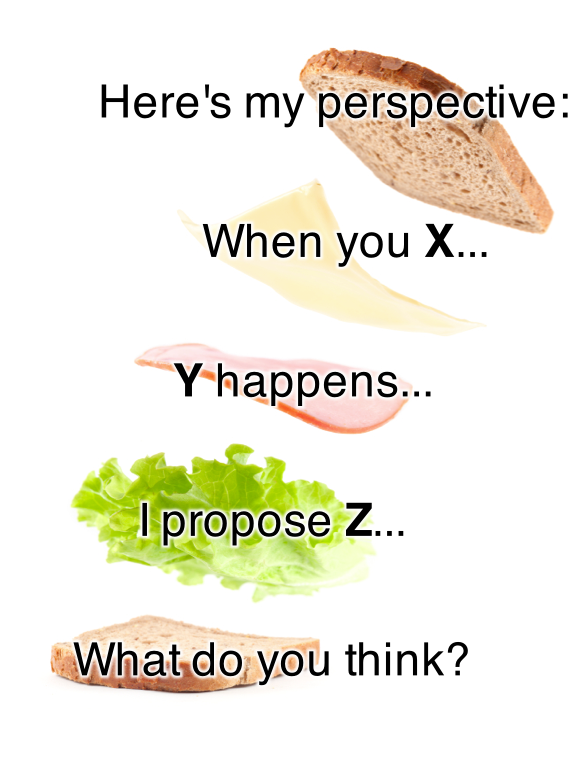 Here's my perspective:
When you X...
Y happens...
I propose Z...
What do you think?